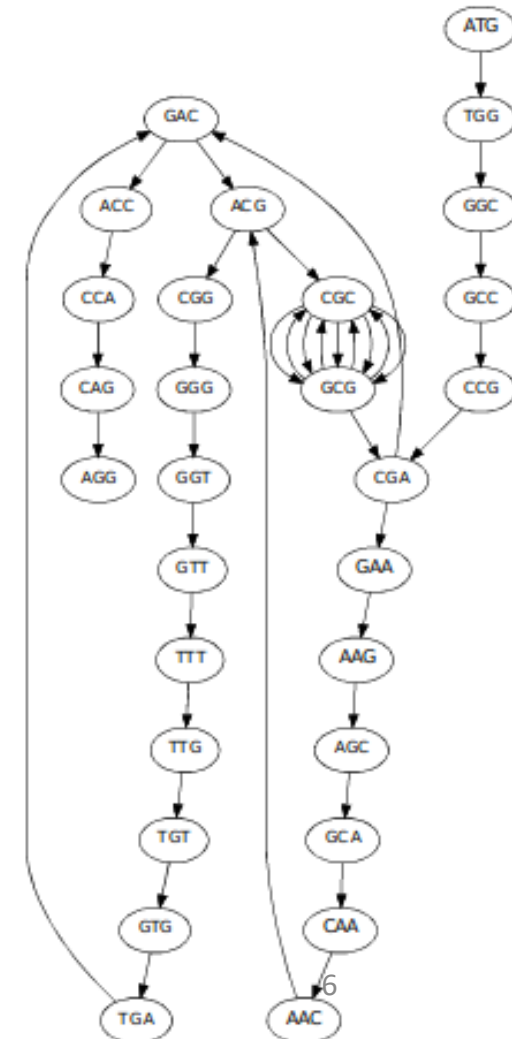 ATG
GAC TGG
ACC ACG GGC
CCA CGG CGC GCC
CAG GGG GCG CCG
AGG GGT CGA
GTT GAA
TTT AAG
TTG AGC
TGT GCA
GTG CAA
6
TGA AAC